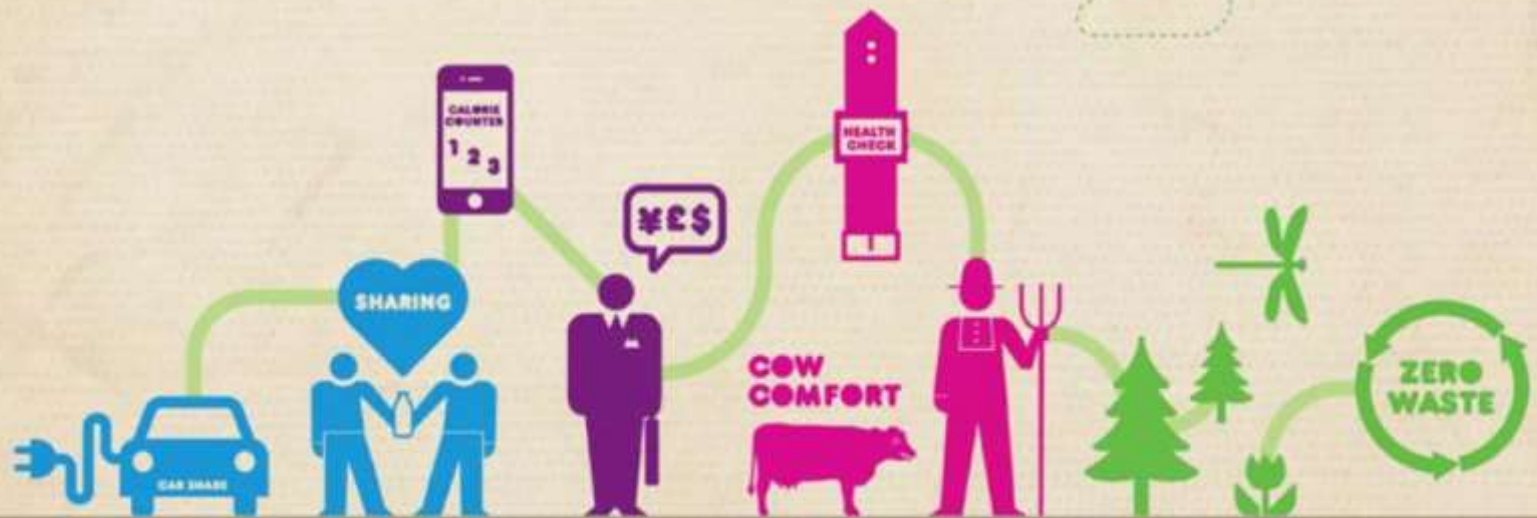 CALORIE
COUNTER
1 2 3
¥£$
HEALTH
CHECK
SHARING
COW
COMFORT
ZERO
WASTE
CAR SHARE